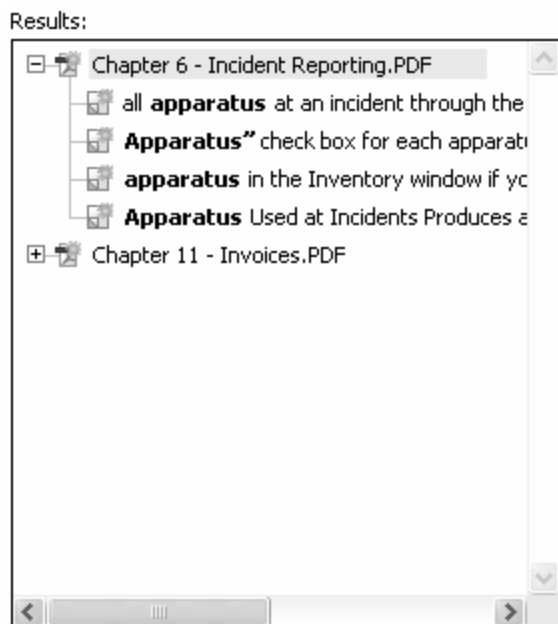 Results:
Chapter 6 - Incident Reporting.PDF
all apparatus at an incident through the
Apparatus” check box for each apparatu
apparatus in the Inventory window if yo
Apparatus Used at Incidents Produces a
Chapter 11 - Invoices.PDF